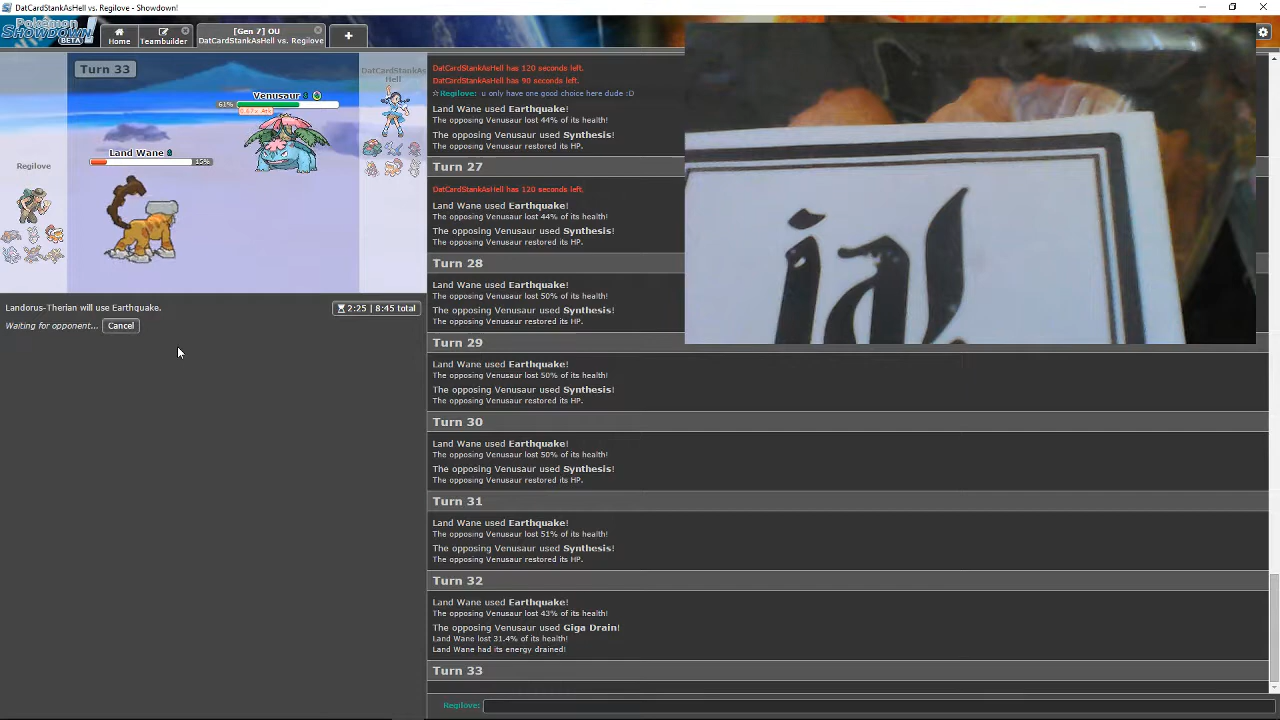 DatCardStankAsHell vs. Regilove - Showdown!
Pokémon
Showdown!
BETA
Home
Teambuilder
[Gen 7] OU
DatCardStankAsHell vs. Regilove
Turn 33
Venusaur
61%
0.67× Atk
Land Wane
15%
Regilove
DatCardStankAs
Hell
Landorus-Therian will use Earthquake.
Waiting for opponent... Cancel
2:25 | 8:45 total
DatCardStankAsHell has 120 seconds left.
DatCardStankAsHell has 90 seconds left.
☆Regilove: u only have one good choice here dude :D
Land Wane used Earthquake!
The opposing Venusaur lost 44% of its health!
The opposing Venusaur used Synthesis!
The opposing Venusaur restored its HP.
Turn 27
DatCardStankAsHell has 120 seconds left.
Land Wane used Earthquake!
The opposing Venusaur lost 44% of its health!
The opposing Venusaur used Synthesis!
The opposing Venusaur restored its HP.
Turn 28
Land Wane used Earthquake!
The opposing Venusaur lost 50% of its health!
The opposing Venusaur used Synthesis!
The opposing Venusaur restored its HP.
Turn 29
Land Wane used Earthquake!
The opposing Venusaur lost 50% of its health!
The opposing Venusaur used Synthesis!
The opposing Venusaur restored its HP.
Turn 30
Land Wane used Earthquake!
The opposing Venusaur lost 50% of its health!
The opposing Venusaur used Synthesis!
The opposing Venusaur restored its HP.
Turn 31
Land Wane used Earthquake!
The opposing Venusaur lost 51% of its health!
The opposing Venusaur used Synthesis!
The opposing Venusaur restored its HP.
Turn 32
Land Wane used Earthquake!
The opposing Venusaur lost 43% of its health!
The opposing Venusaur used Giga Drain!
Land Wane lost 31.4% of its health!
Land Wane had its energy drained!
Turn 33
Regilove: